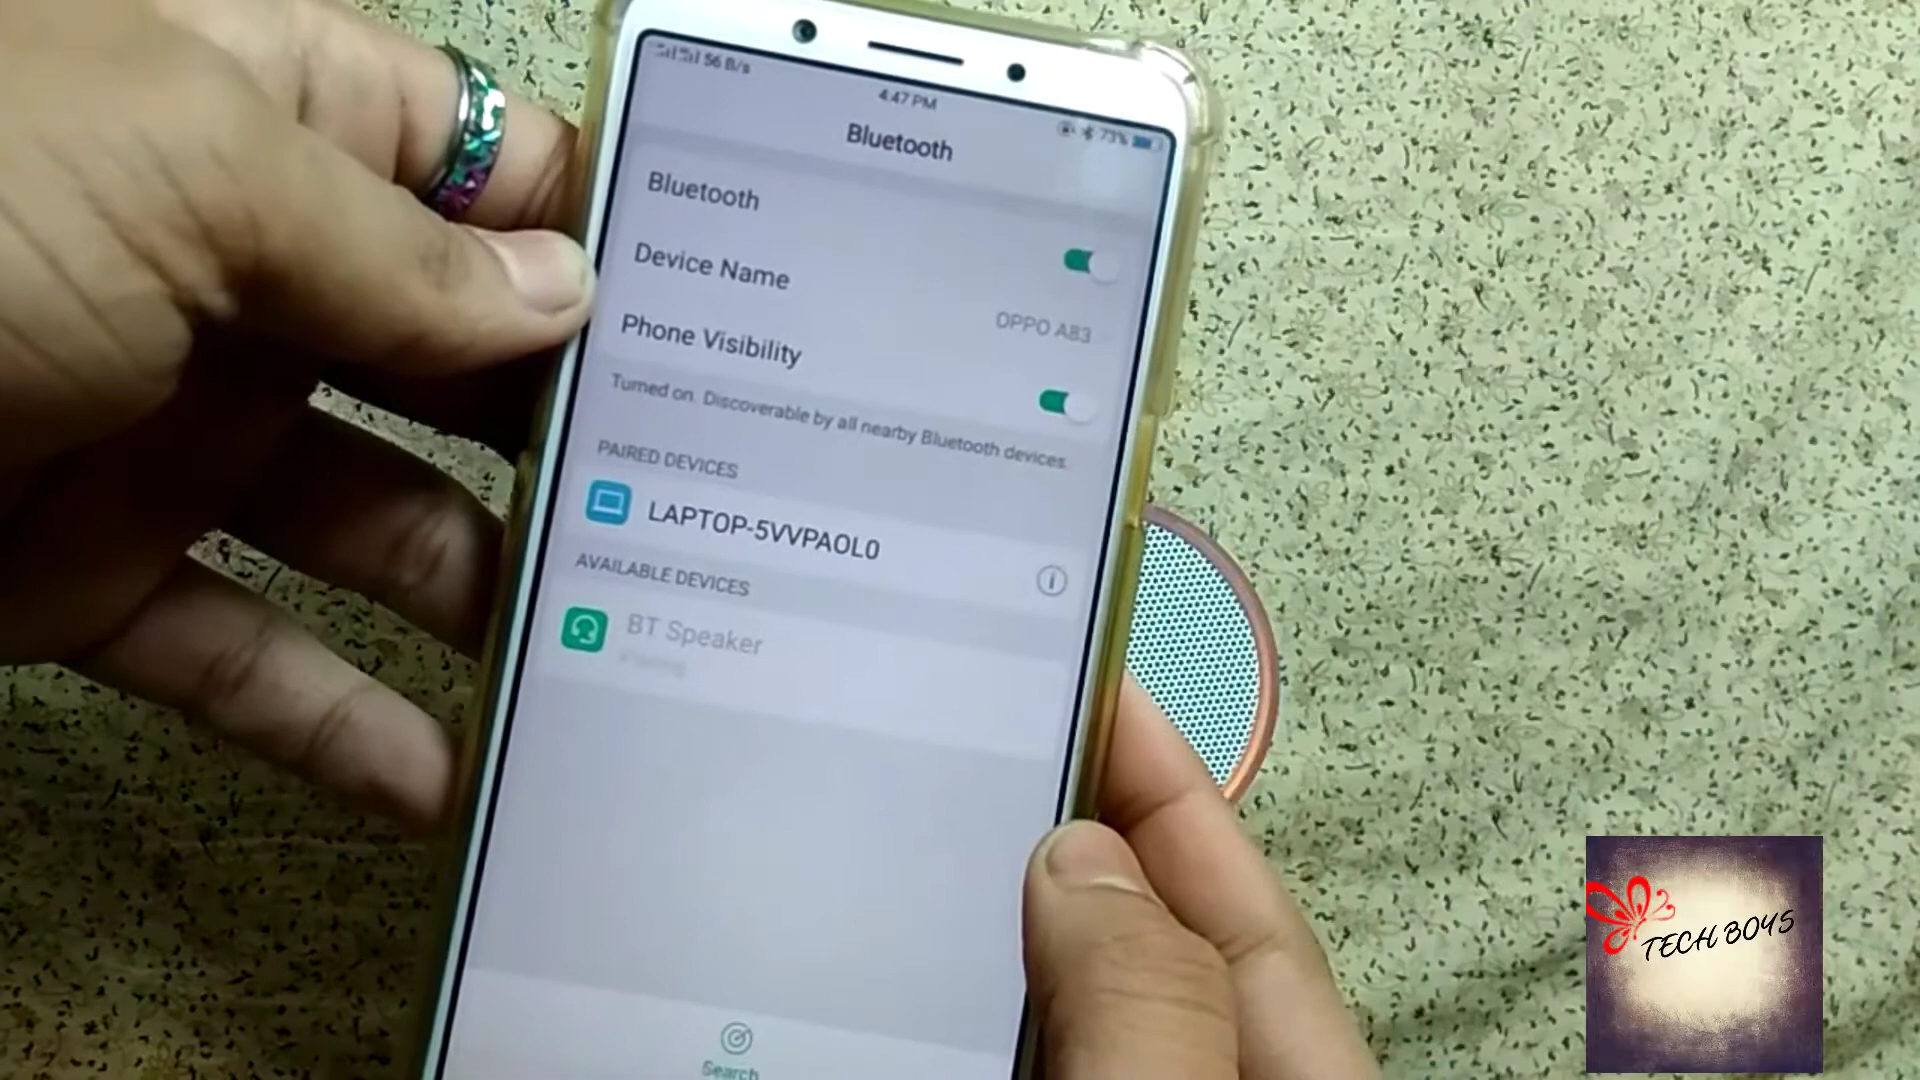 56 B/s
4:47 PM
73%
Bluetooth
Bluetooth
Device Name
OPPO A83
Phone Visibility
Turned on. Discoverable by all nearby Bluetooth devices.
PAIRED DEVICES
LAPTOP-5VVPAOL0
AVAILABLE DEVICES
BT Speaker
Search
TECH BOYS